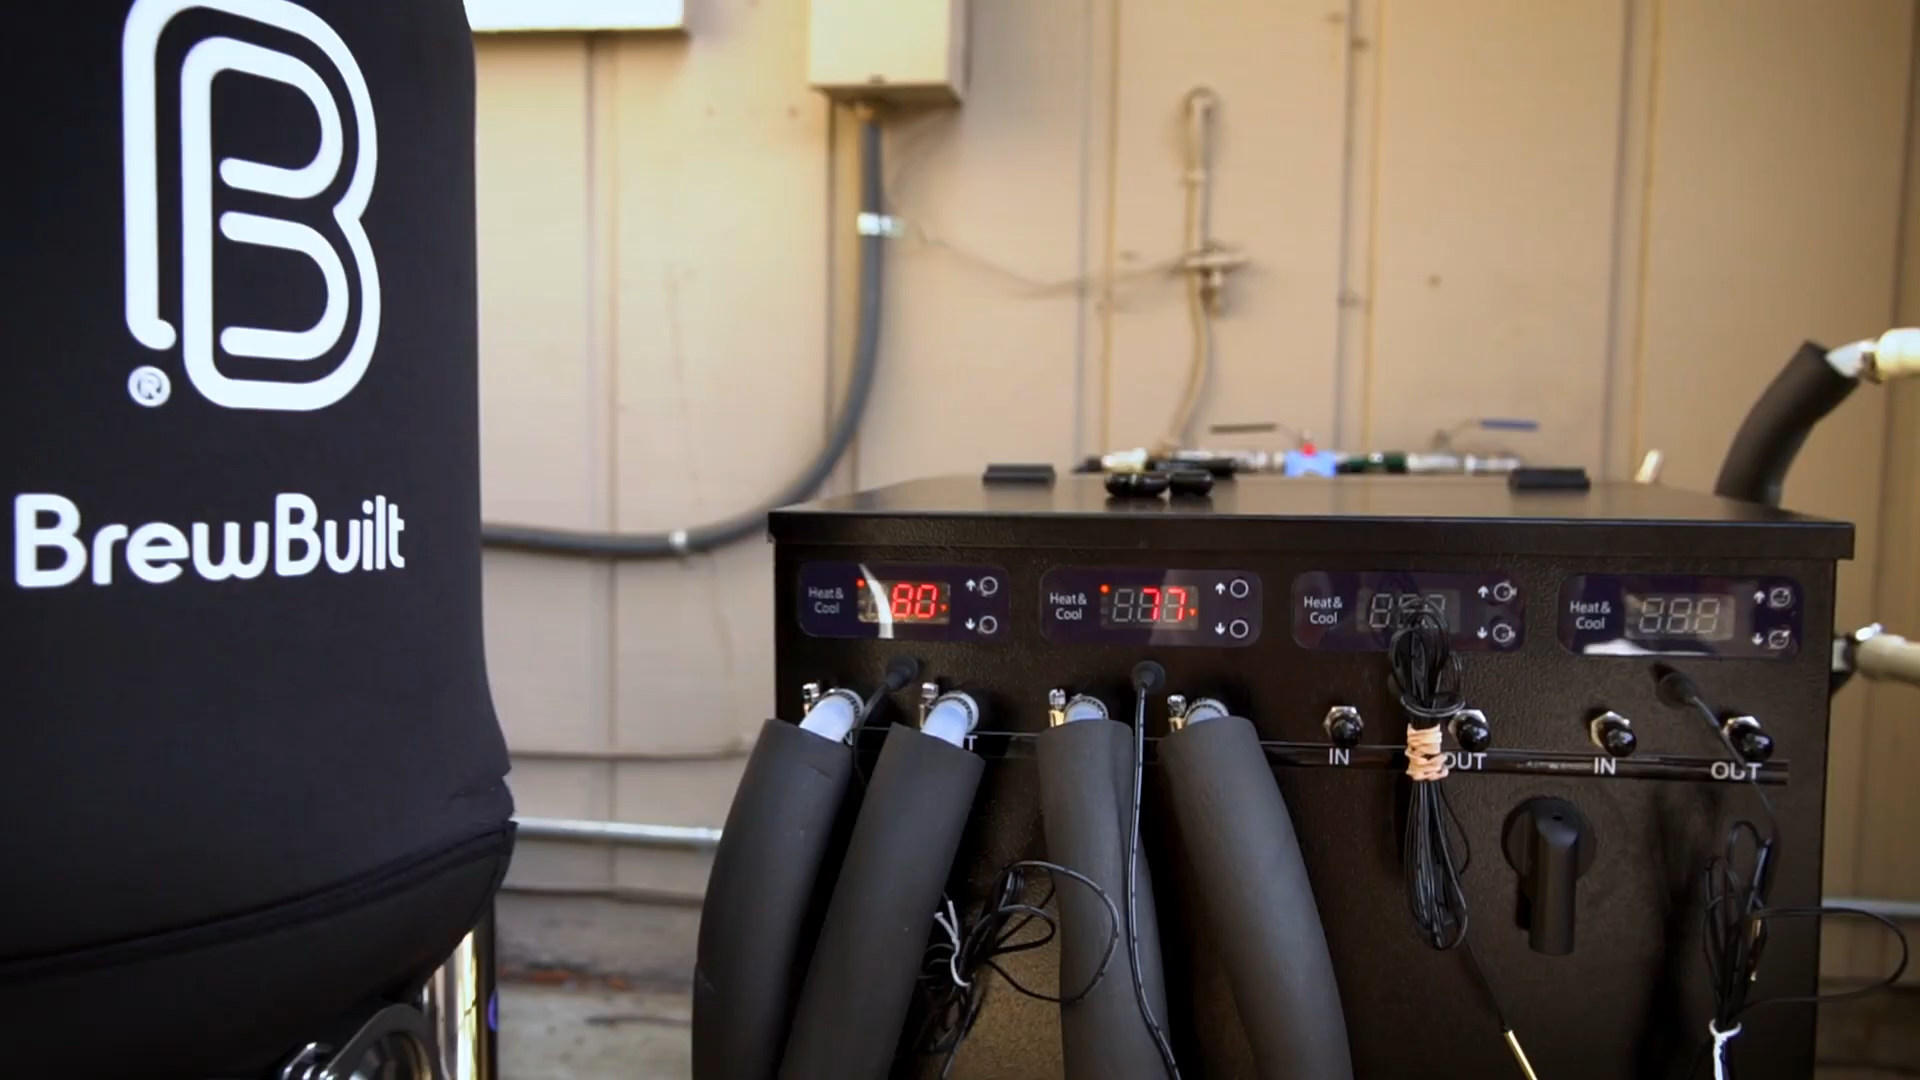 B
®
BrewBuilt
Heat&
Cool
80
Heat&
Cool
77
Heat&
Cool
Heat&
Cool
IN
OUT
IN
OUT